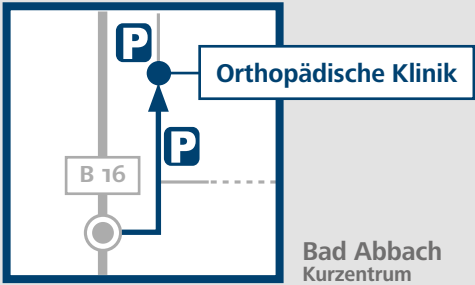 P
Orthopädische Klinik
P
B 16
Bad Abbach
Kurzentrum